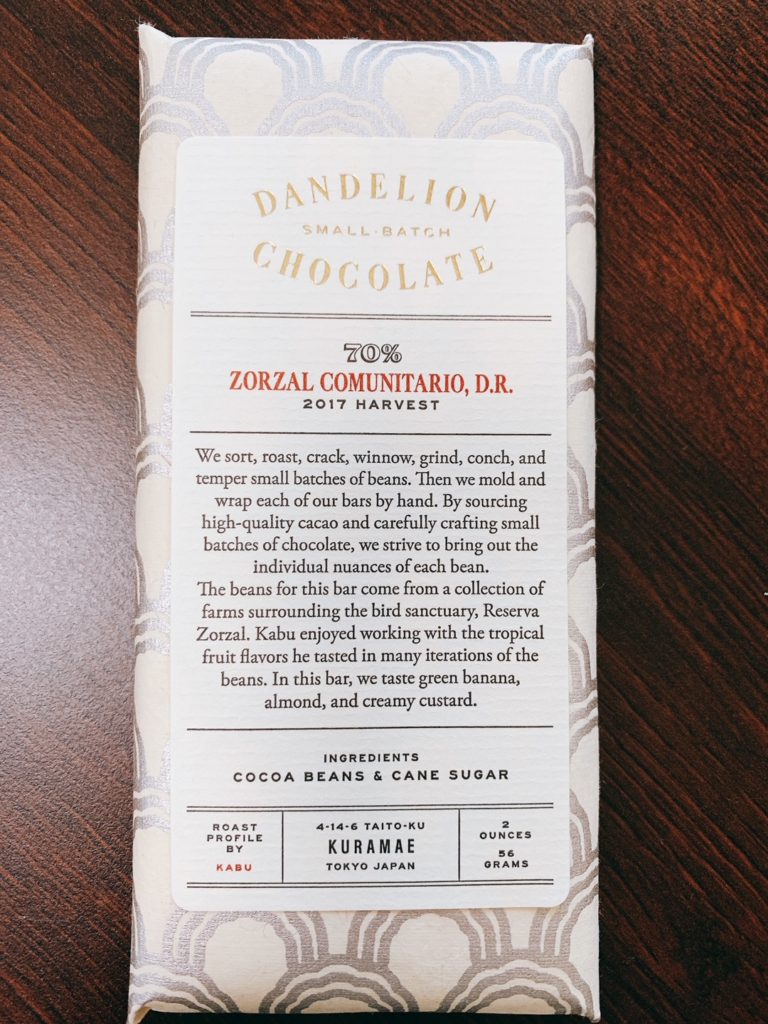 DANDELION
SMALL-BATCH
CHOCOLATE
70%
ZORZAL COMUNITARIO, D.R.
2017 HARVEST
We sort, roast, crack, winnow, grind, conch, and
temper small batches of beans. Then we mold and
wrap each of our bars by hand. By sourcing
high-quality cacao and carefully crafting small
batches of chocolate, we strive to bring out the
individual nuances of each bean.
The beans for this bar come from a collection of
farms surrounding the bird sanctuary, Reserva
Zorzal. Kabu enjoyed working with the tropical
fruit flavors he tasted in many iterations of the
beans. In this bar, we taste green banana,
almond, and creamy custard.
INGREDIENTS
COCOA BEANS & CANE SUGAR
ROAST
PROFILE
BY
KABU
4-14-6 TAITO-KU
KURAMAE
TOKYO JAPAN
2
OUNCES
56
GRAMS